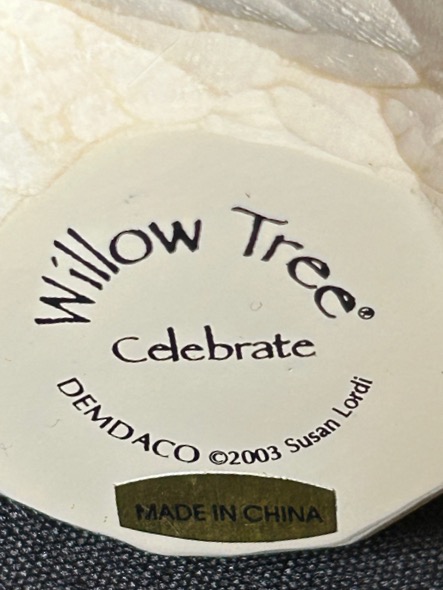 Willow Tree®
Celebrate
DEMDACO ©2003 Susan Lordi
MADE IN CHINA